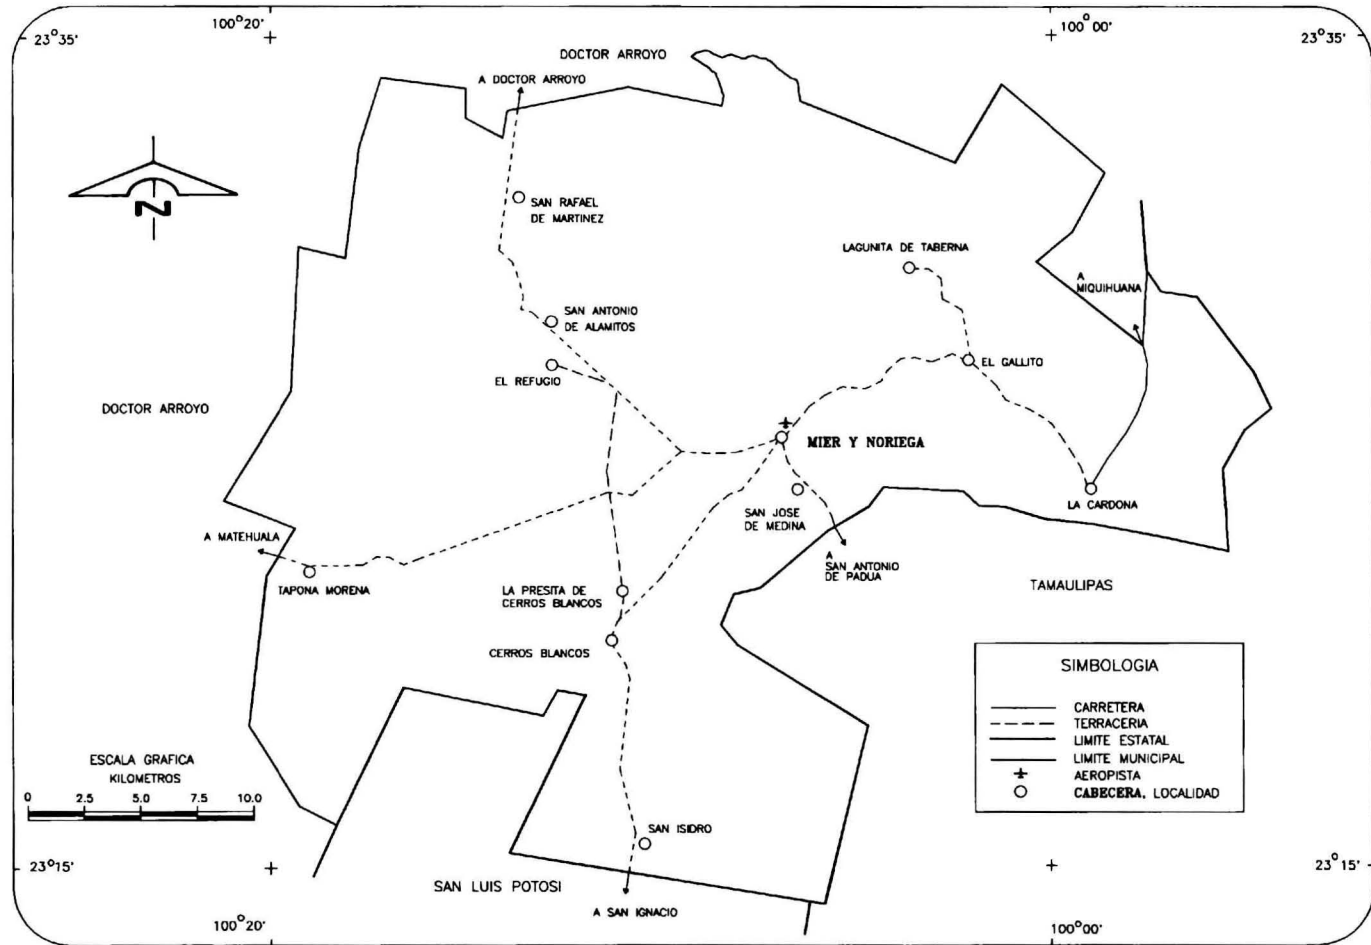 100°20'
100°00'
23°35'
23°35'
DOCTOR ARROYO
A DOCTOR ARROYO
N
SAN RAFAEL
DE MARTINEZ
LAGUNITA DE TABERNA
A
MIQUIHUANA
SAN ANTONIO
DE ALAMITOS
EL REFUGIO
EL GALLITO
DOCTOR ARROYO
MIER Y NORIEGA
SAN JOSE
DE MEDINA
LA CARDONA
A MATEHUALA
TAPONA MORENA
A
SAN ANTONIO
DE PADUA
LA PRESITA DE
CERROS BLANCOS
TAMAULIPAS
CERROS BLANCOS
SIMBOLOGIA
CARRETERA
TERRACERIA
LIMITE ESTATAL
LIMITE MUNICIPAL
AEROPISTA
CABECERA, LOCALIDAD
ESCALA GRAFICA
KILOMETROS
0 2.5 5.0 7.5 10.0
SAN ISIDRO
23°15'
23°15'
SAN LUIS POTOSI
A SAN IGNACIO
100°20'
100°00'